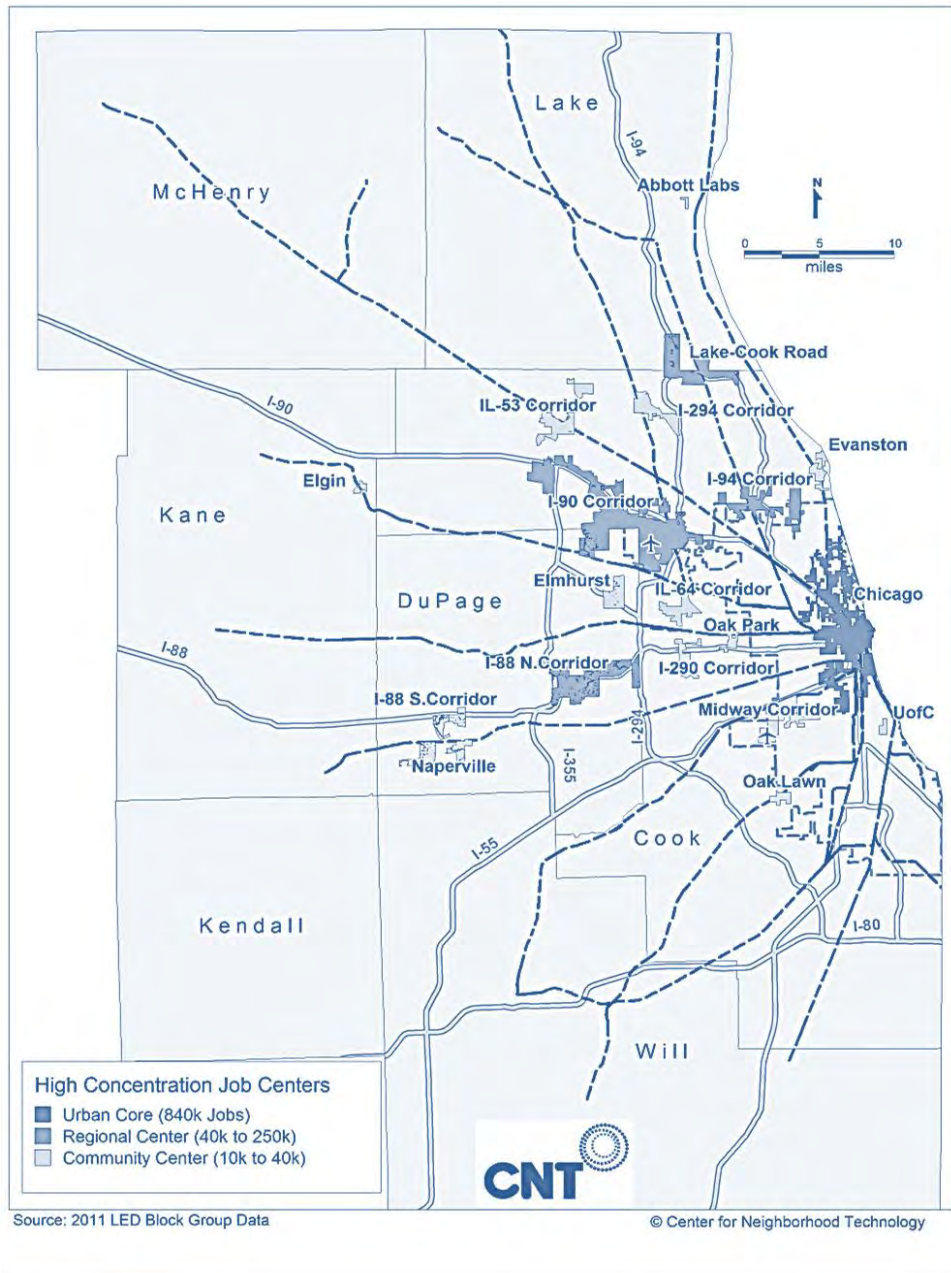 Lake
I-94
Abbott Labs
McHenry
N
0 5 10
miles
Lake-Cook Road
I-90
IL-53 Corridor
I-294 Corridor
Evanston
Elgin
I-94 Corridor
I-90 Corridor
Kane
Elmhurst
IL-64 Corridor
Chicago
DuPage
Oak Park
I-88
I-88 N.Corridor
I-290 Corridor
I-88 S.Corridor
I-294
Midway Corridor
UofC
Naperville
I-355
Oak Lawn
I-55
Cook
Kendall
I-80
Will
High Concentration Job Centers
Urban Core (840k Jobs)
Regional Center (40k to 250k)
Community Center (10k to 40k)
CNT
Source: 2011 LED Block Group Data
© Center for Neighborhood Technology